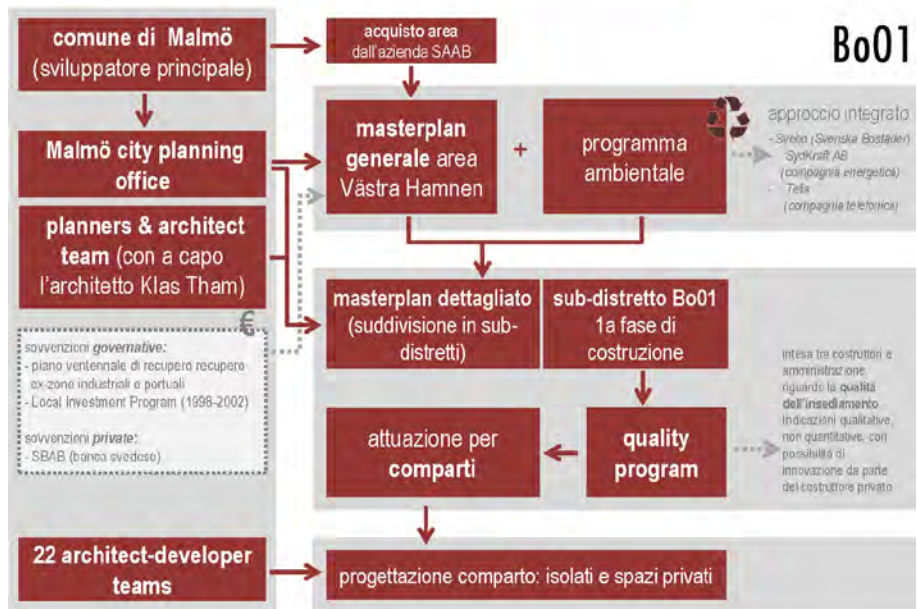 Bo01
comune di Malmö
(sviluppatore principale)
acquisto area
dall'azienda SAAB
Malmö city planning
office
planners & architect
team (con a capo
l'architetto Klas Tham)
masterplan
generale area
Västra Hamnen
+
programma
ambientale
approccio integrato
- Svebo (Svenska Bostäder)
SydKraft AB
(compagnia energetica)
- Telia
(compagnia telefonica)
€
sovvenzioni governative:
- piano ventennale di recupero recupero
ex-zone industriali e portuali
- Local Investment Program (1998-2002)
sovvenzioni private:
- SBAB (banca svedese)
masterplan dettagliato
(suddivisione in sub-
distretti)
sub-distretto Bo01
1a fase di
costruzione
attuazione per
comparti
quality
program
intesa tra costruttori e
amministrazione
riguardo la qualità
dell'insediamento
indicazioni qualitative,
non quantitative, con
possibilità di
innovazione da parte
del costruttore privato
22 architect-developer
teams
progettazione comparto: isolati e spazi privati